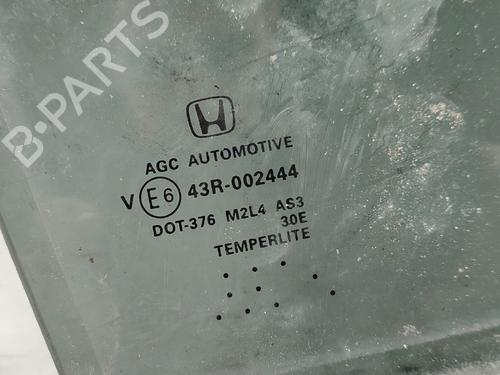 B-PARTS
AGC AUTOMOTIVE
V E6 43R-002444
DOT-376 M2L4 AS3
30E
TEMPERLITE